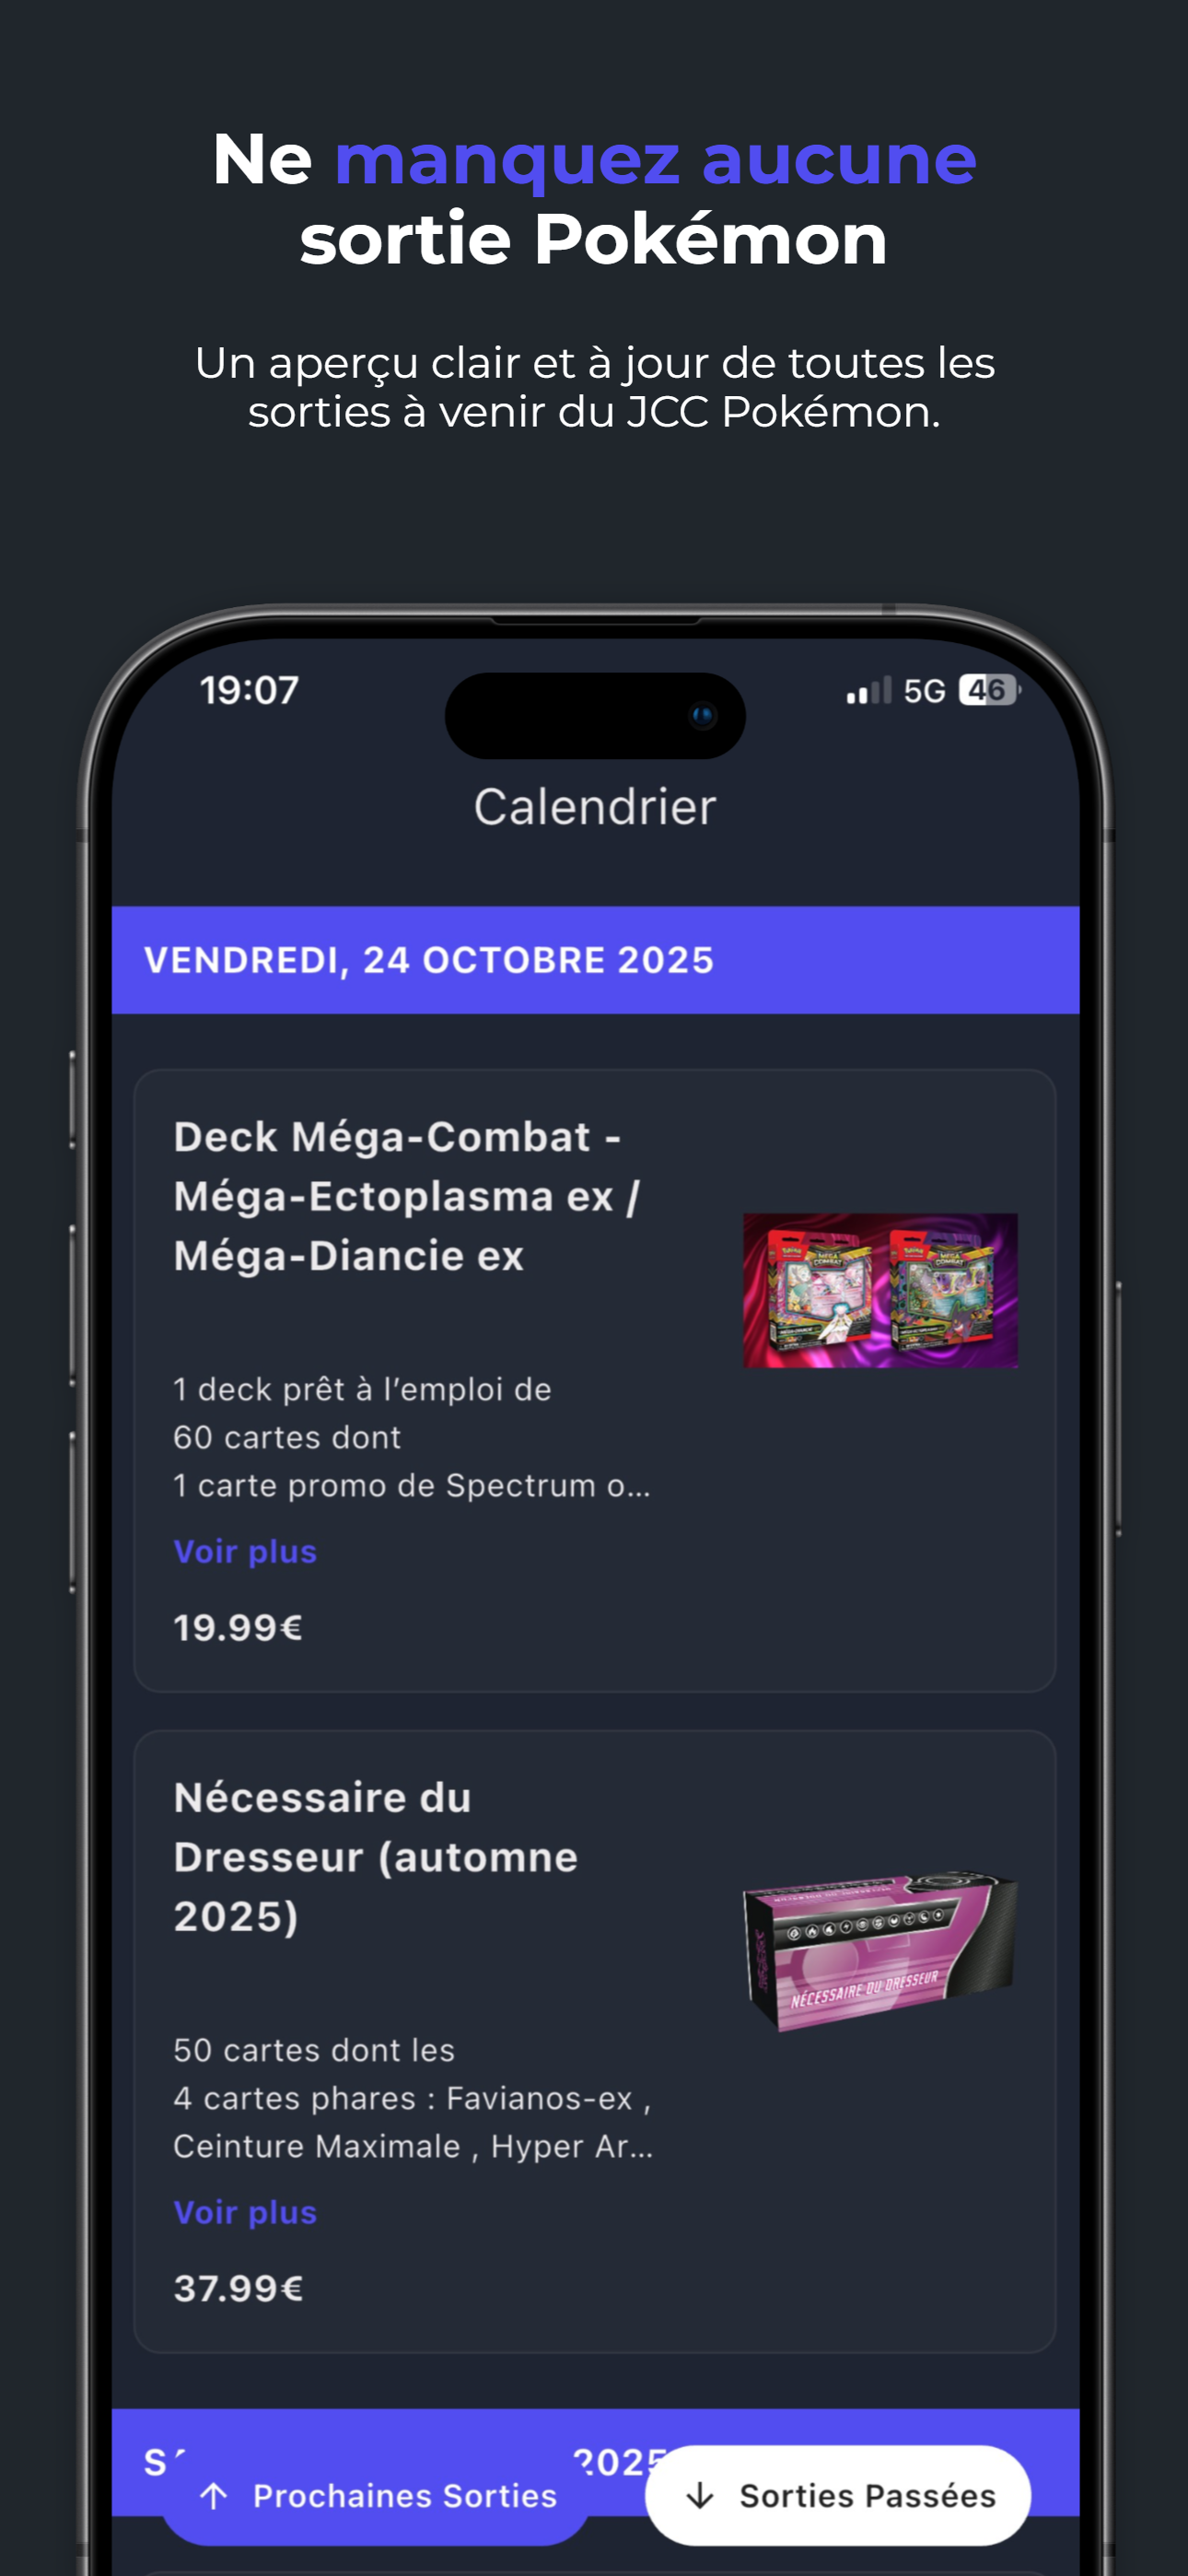 Ne manquez aucune
sortie Pokémon
Un aperçu clair et à jour de toutes les
sorties à venir du JCC Pokémon.
19:07
5G 46
Calendrier
VENDREDI, 24 OCTOBRE 2025
Deck Méga-Combat -
Méga-Ectoplasma ex /
Méga-Diancie ex
1 deck prêt à l’emploi de
60 cartes dont
1 carte promo de Spectrum o...
Voir plus
19.99€
Nécessaire du
Dresseur (automne
2025)
NÉCESSAIRE DU DRESSEUR
50 cartes dont les
4 cartes phares : Favianos-ex ,
Ceinture Maximale , Hyper Ar...
Voir plus
37.99€
2025
↑ Prochaines Sorties
↓ Sorties Passées